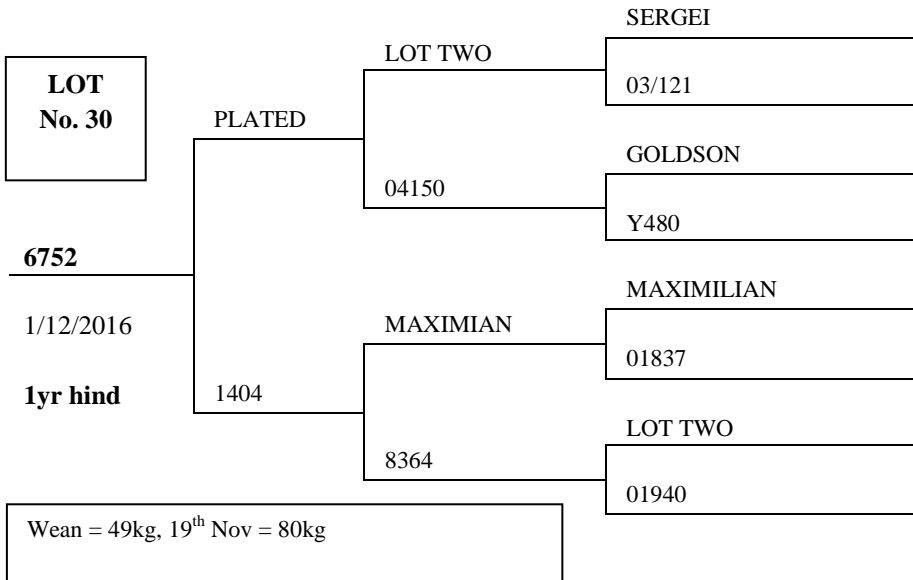 LOT
No. 30
6752
1/12/2016
1yr hind
PLATED
1404
LOT TWO
04150
MAXIMIAN
8364
SERGEI
03/121
GOLDSON
Y480
MAXIMILIAN
01837
LOT TWO
01940
Wean = 49kg, 19th Nov = 80kg